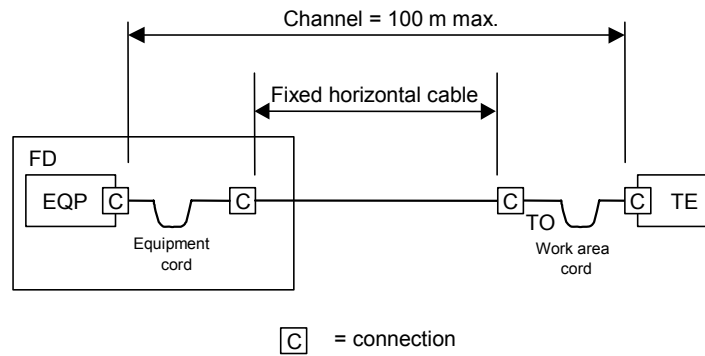 Channel = 100 m max.
Fixed horizontal cable
FD
EQP
C
C
C
C
TE
TO
Equipment
cord
Work area
cord
C
= connection